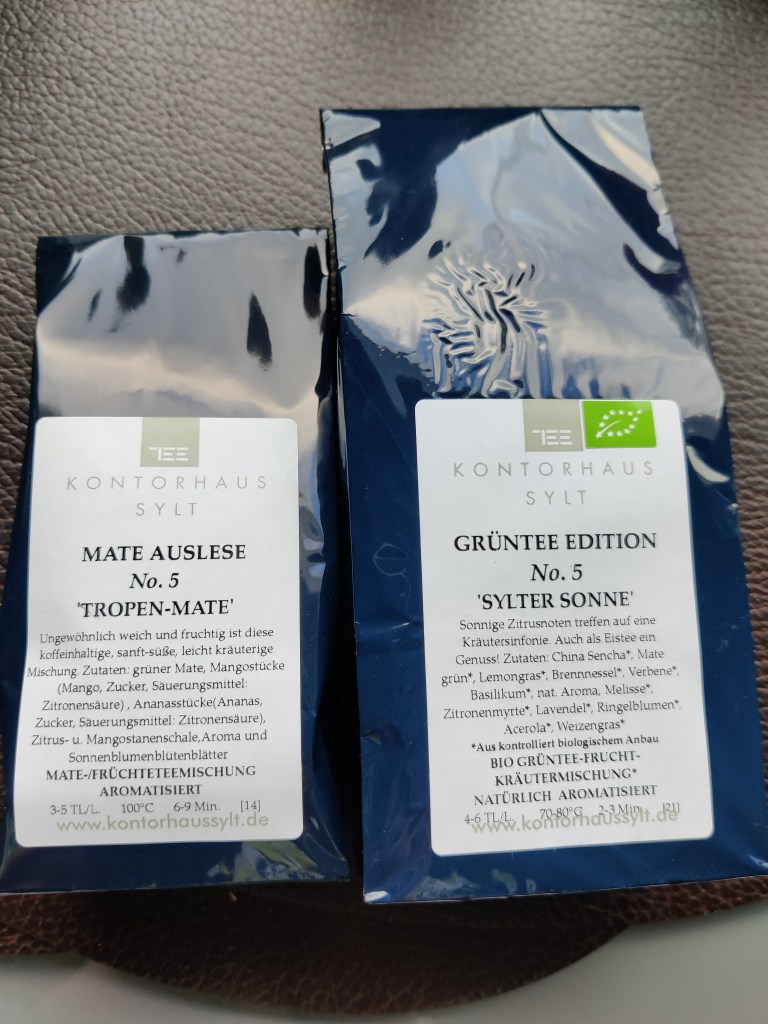 TEE
KONTORHAUS
SYLT
MATE AUSLESE
No. 5
'TROPEN-MATE'
Ungewöhnlich weich und fruchtig ist diese
koffeinhaltige, sanft-süße, leicht kräuterige
Mischung. Zutaten: grüner Mate, Mangostücke
(Mango, Zucker, Säuerungsmittel:
Zitronensäure) , Ananasstücke(Ananas,
Zucker, Säuerungsmittel: Zitronensäure),
Zitrus- u. Mangostanenschale,Aroma und
Sonnenblumenblütenblätter
MATE-/FRÜCHTETEEMISCHUNG
AROMATISIERT
3-5 TL/L. 100°C 6-9 Min. [14]
www.kontorhaussylt.de
TEE
KONTORHAUS
SYLT
GRÜNTEE EDITION
No. 5
'SYLTER SONNE'
Sonnige Zitrusnoten treffen auf eine
Kräutersinfonie. Auch als Eistee ein
Genuss! Zutaten: China Sencha*, Mate
grün*, Lemongras*, Brennnessel*, Verbene*,
Basilikum*, nat. Aroma, Melisse*,
Zitronenmyrte*, Lavendel*, Ringelblumen*,
Acerola*, Weizengras*
*Aus kontrolliert biologischem Anbau
BIO GRÜNTEE-FRUCHT-
KRÄUTERMISCHUNG*
NATÜRLICH AROMATISIERT
4-6 TL/L. 70-80°C 2-3 Min. [21]
www.kontorhaussylt.de